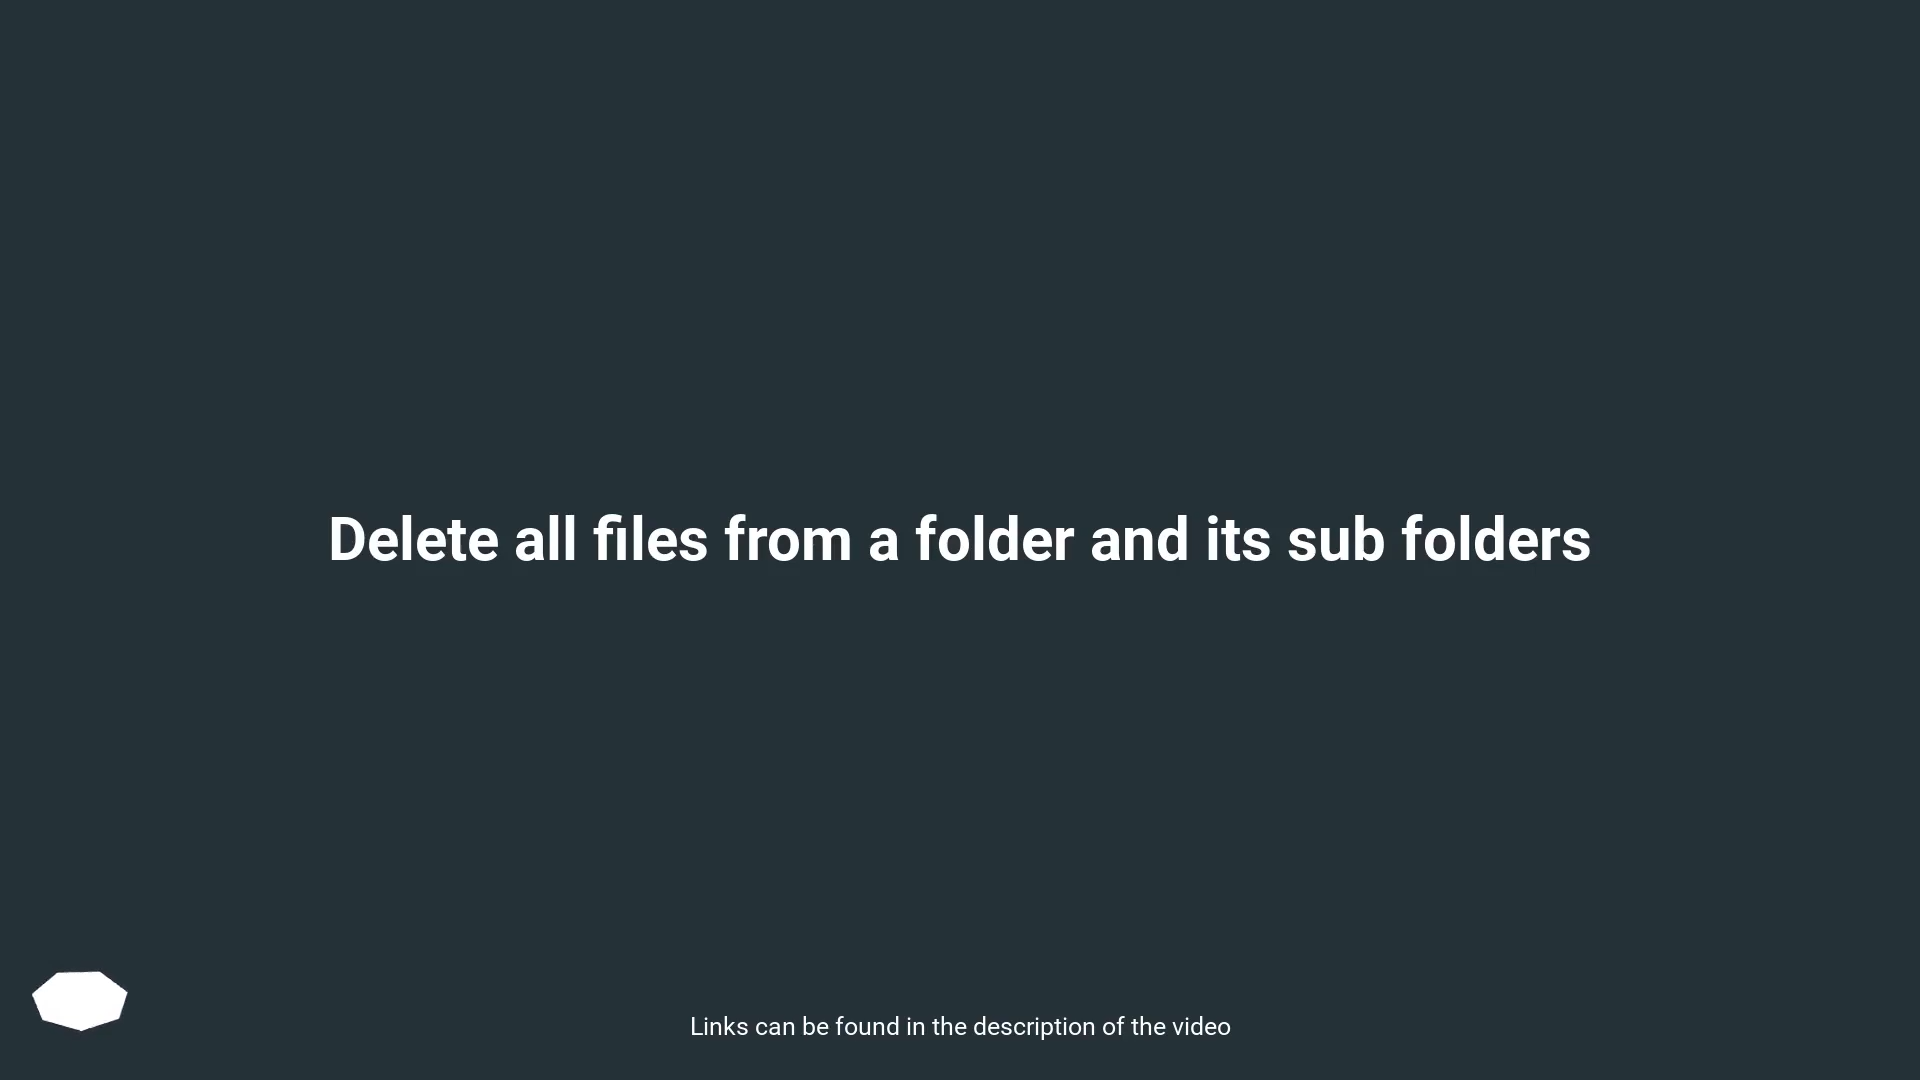 Delete all files from a folder and its sub folders
Links can be found in the description of the video